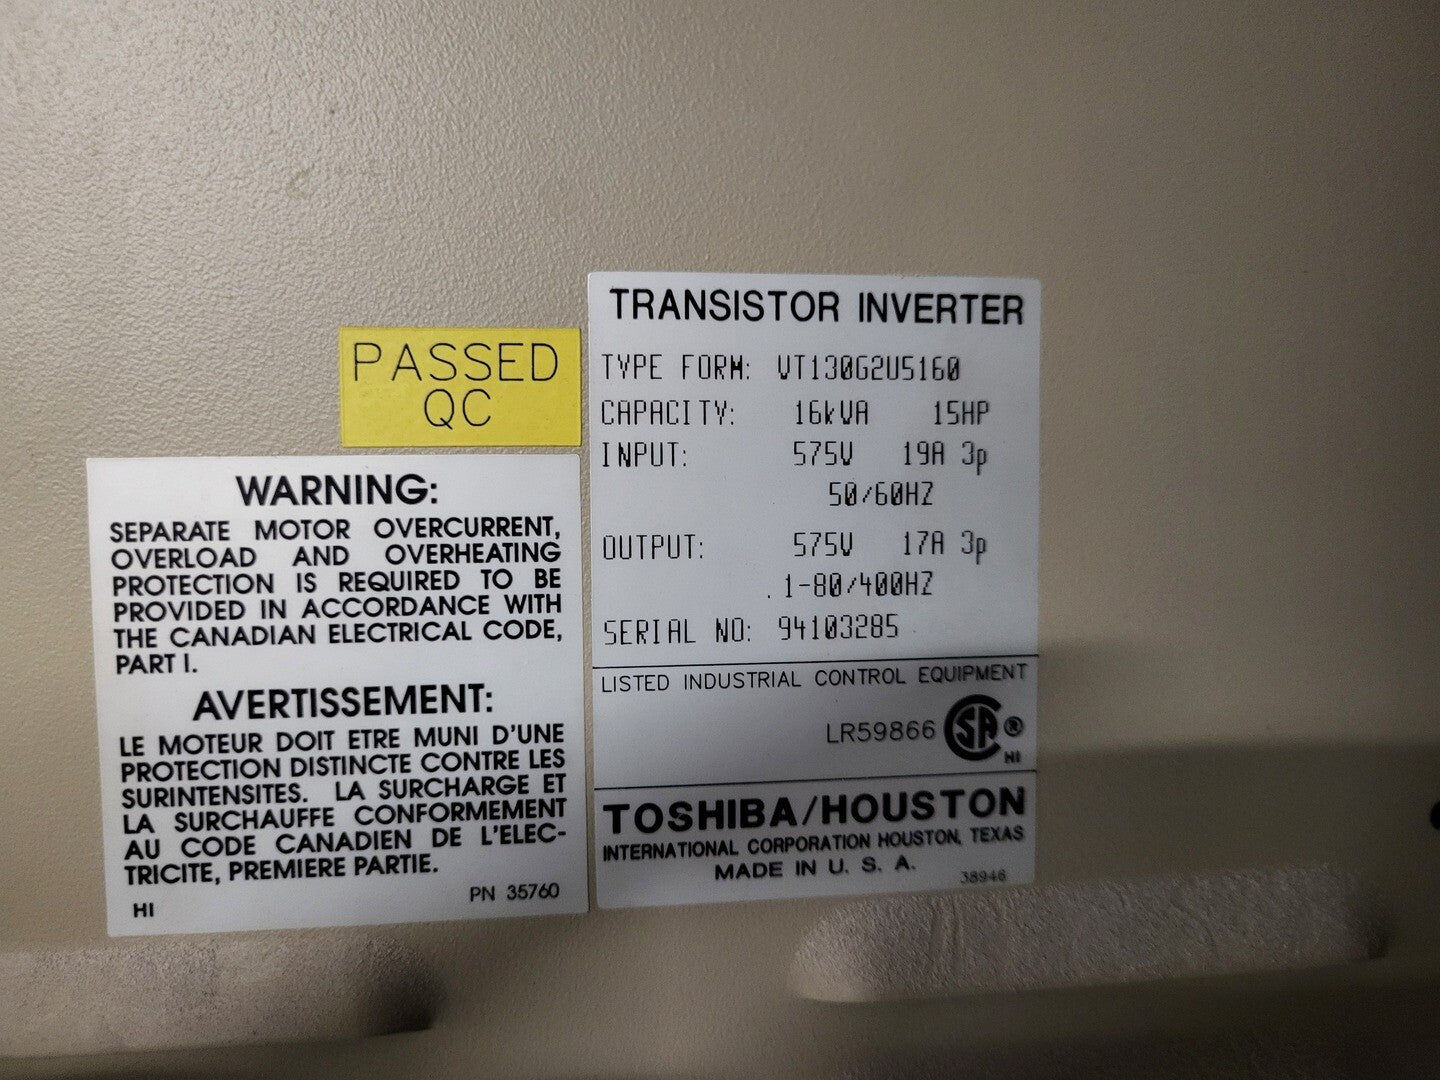 PASSED
QC
WARNING:
SEPARATE MOTOR OVERCURRENT,
OVERLOAD AND OVERHEATING
PROTECTION IS REQUIRED TO BE
PROVIDED IN ACCORDANCE WITH
THE CANADIAN ELECTRICAL CODE,
PART I.
AVERTISSEMENT:
LE MOTEUR DOIT ETRE MUNI D'UNE
PROTECTION DISTINCTE CONTRE LES
SURINTENSITES. LA SURCHARGE ET
LA SURCHAUFFE CONFORMEMENT
AU CODE CANADIEN DE L'ELEC-
TRICITE, PREMIERE PARTIE.
HI PN 35760
TRANSISTOR INVERTER
TYPE FORM: VT130G2U5160
CAPACITY: 16kVA 15HP
INPUT: 575V 19A 3p
50/60HZ
OUTPUT: 575V 17A 3p
.1-80/400HZ
SERIAL NO: 94103285
LISTED INDUSTRIAL CONTROL EQUIPMENT
LR59866 SA ®
HI
TOSHIBA/HOUSTON
INTERNATIONAL CORPORATION HOUSTON, TEXAS
MADE IN U. S. A. 38946